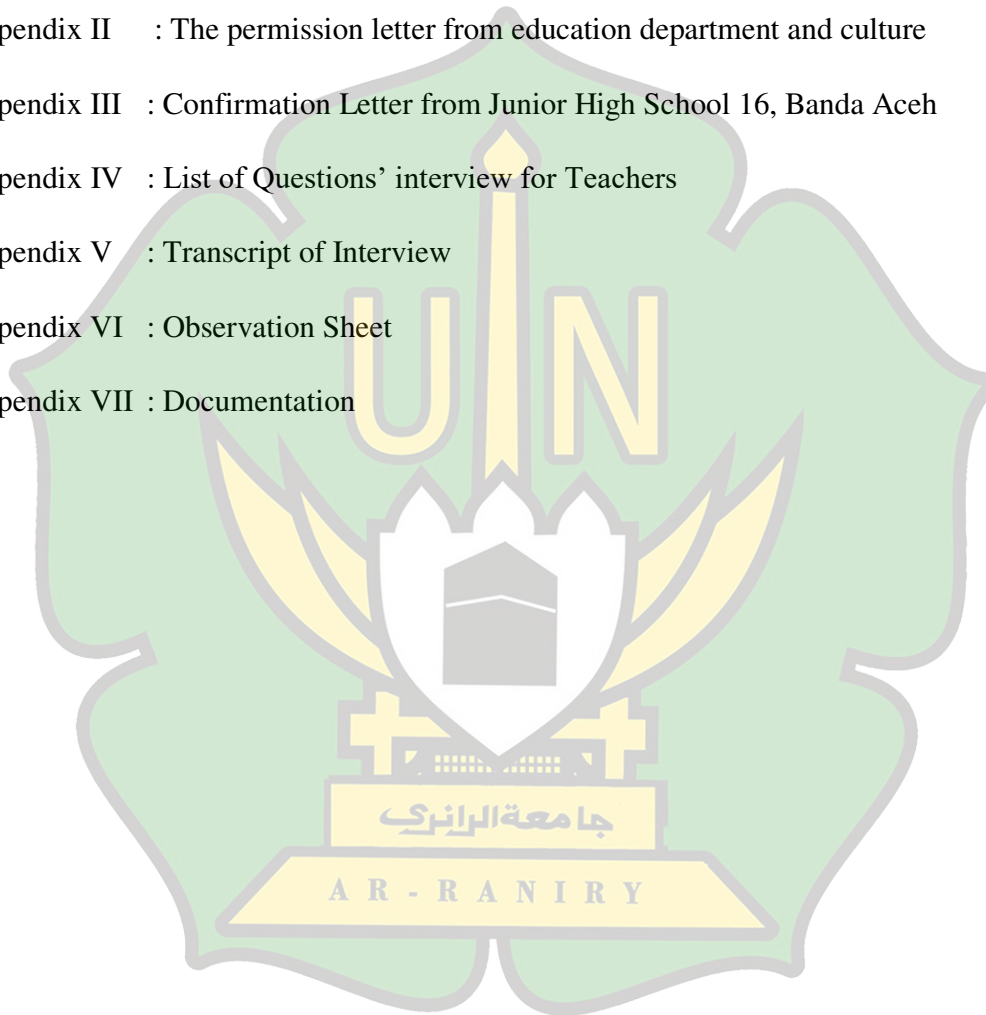 pendix II : The permission letter from education department and culture
pendix III : Confirmation Letter from Junior High School 16, Banda Aceh
pendix IV : List of Questions’ interview for Teachers
pendix V : Transcript of Interview
pendix VI : Observation Sheet
pendix VII : Documentation
UIN
جامعة الرانري
AR-RANIRY